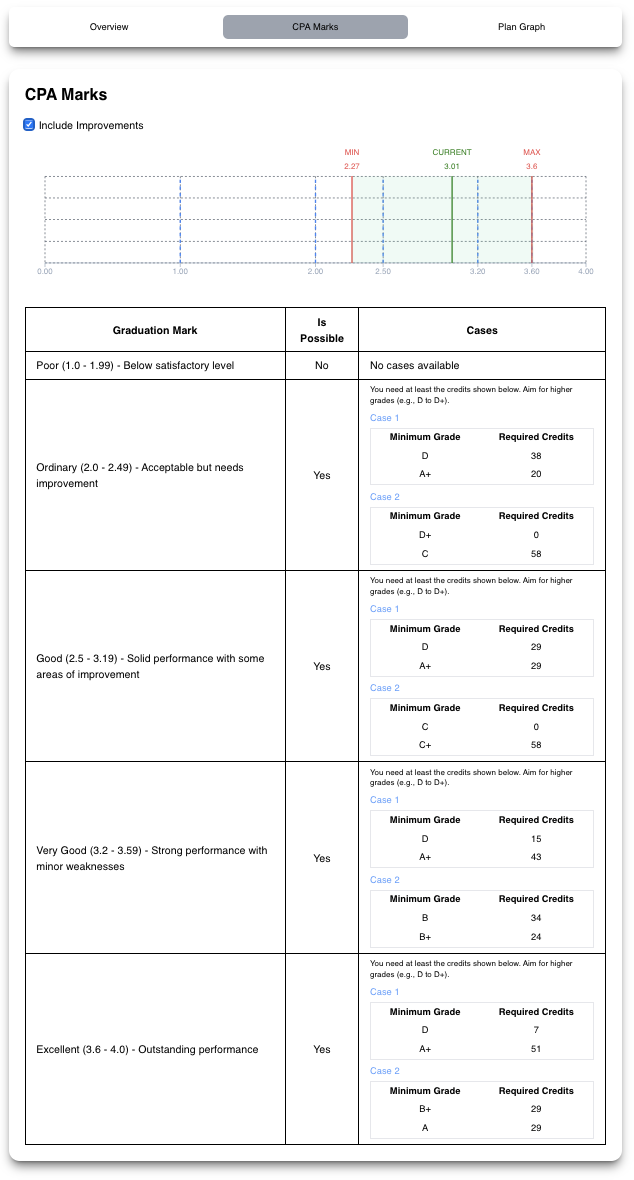 Overview CPA Marks Plan Graph
CPA Marks
Include Improvements
MIN CURRENT MAX
2.27 3.01 3.6
0.00 1.00 2.00 2.50 3.20 3.60 4.00
Graduation Mark Is Possible Cases
Poor (1.0 - 1.99) - Below satisfactory level No No cases available
Ordinary (2.0 - 2.49) - Acceptable but needs
improvement
Yes
You need at least the credits shown below. Aim for higher
grades (e.g., D to D+).
Case 1
Minimum Grade Required Credits
D 38
A+ 20
Case 2
Minimum Grade Required Credits
D+ 0
C 58
Good (2.5 - 3.19) - Solid performance with some
areas of improvement
Yes
You need at least the credits shown below. Aim for higher
grades (e.g., D to D+).
Case 1
Minimum Grade Required Credits
D 29
A+ 29
Case 2
Minimum Grade Required Credits
C 0
C+ 58
Very Good (3.2 - 3.59) - Strong performance with
minor weaknesses
Yes
You need at least the credits shown below. Aim for higher
grades (e.g., D to D+).
Case 1
Minimum Grade Required Credits
D 15
A+ 43
Case 2
Minimum Grade Required Credits
B 34
B+ 24
Excellent (3.6 - 4.0) - Outstanding performance
Yes
You need at least the credits shown below. Aim for higher
grades (e.g., D to D+).
Case 1
Minimum Grade Required Credits
D 7
A+ 51
Case 2
Minimum Grade Required Credits
B+ 29
A 29